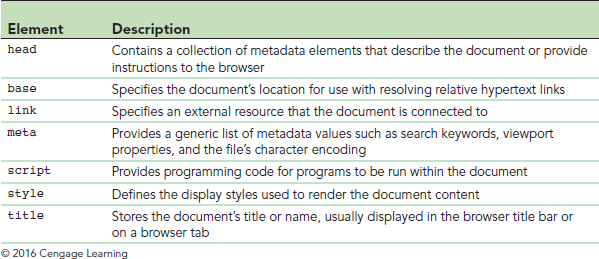 Element Description
head Contains a collection of metadata elements that describe the document or provide
instructions to the browser
base Specifies the document's location for use with resolving relative hypertext links
link Specifies an external resource that the document is connected to
meta Provides a generic list of metadata values such as search keywords, viewport
properties, and the file's character encoding
script Provides programming code for programs to be run within the document
style Defines the display styles used to render the document content
title Stores the document's title or name, usually displayed in the browser title bar or
on a browser tab
© 2016 Cengage Learning